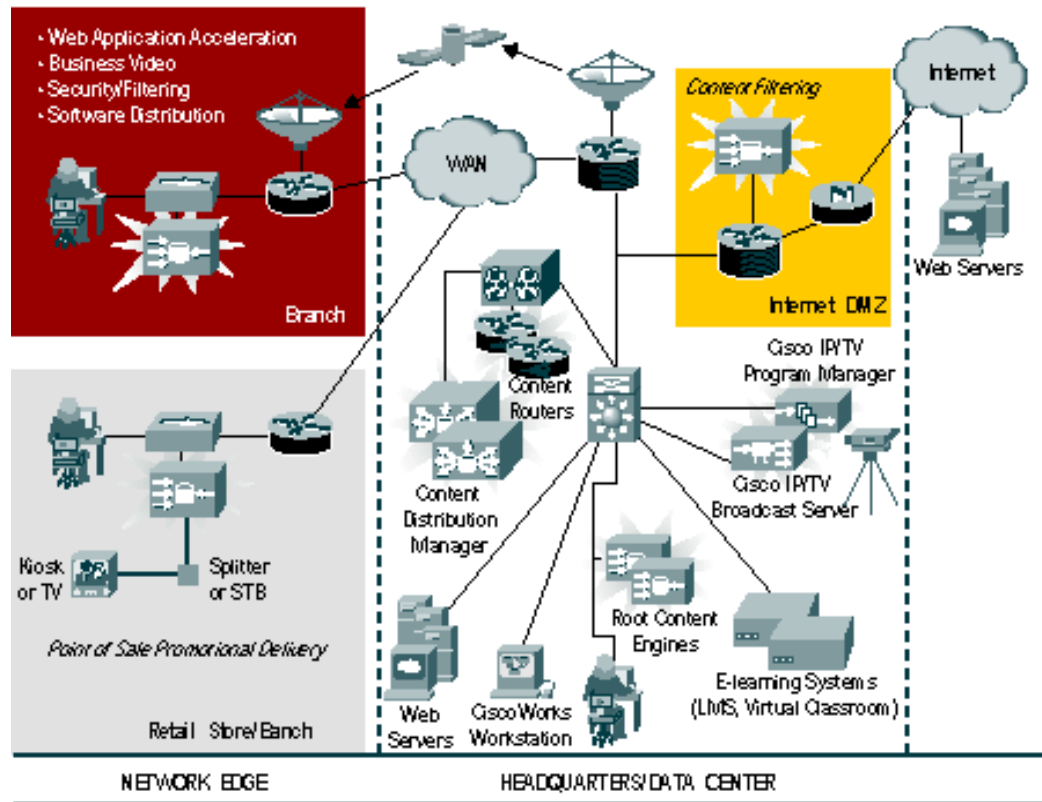 • Web Application Acceleration
• Business Video
• Security/Filtering
• Software Distribution
Branch
WAN
Content Filtering
Internet DMZ
Internet
Web Servers
Content
Routers
Content
Distribution
Manager
Cisco IP/TV
Program Manager
Cisco IP/TV
Broadcast Server
Kiosk
or TV
Splitter
or STB
Point of Sale Promotional Delivery
Retail Store/Banch
Web
Servers
CiscoWorks
Workstation
Root Content
Engines
E-learning Systems
(LMS, Virtual Classroom)
NETWORK EDGE
HEADQUARTERS/DATA CENTER